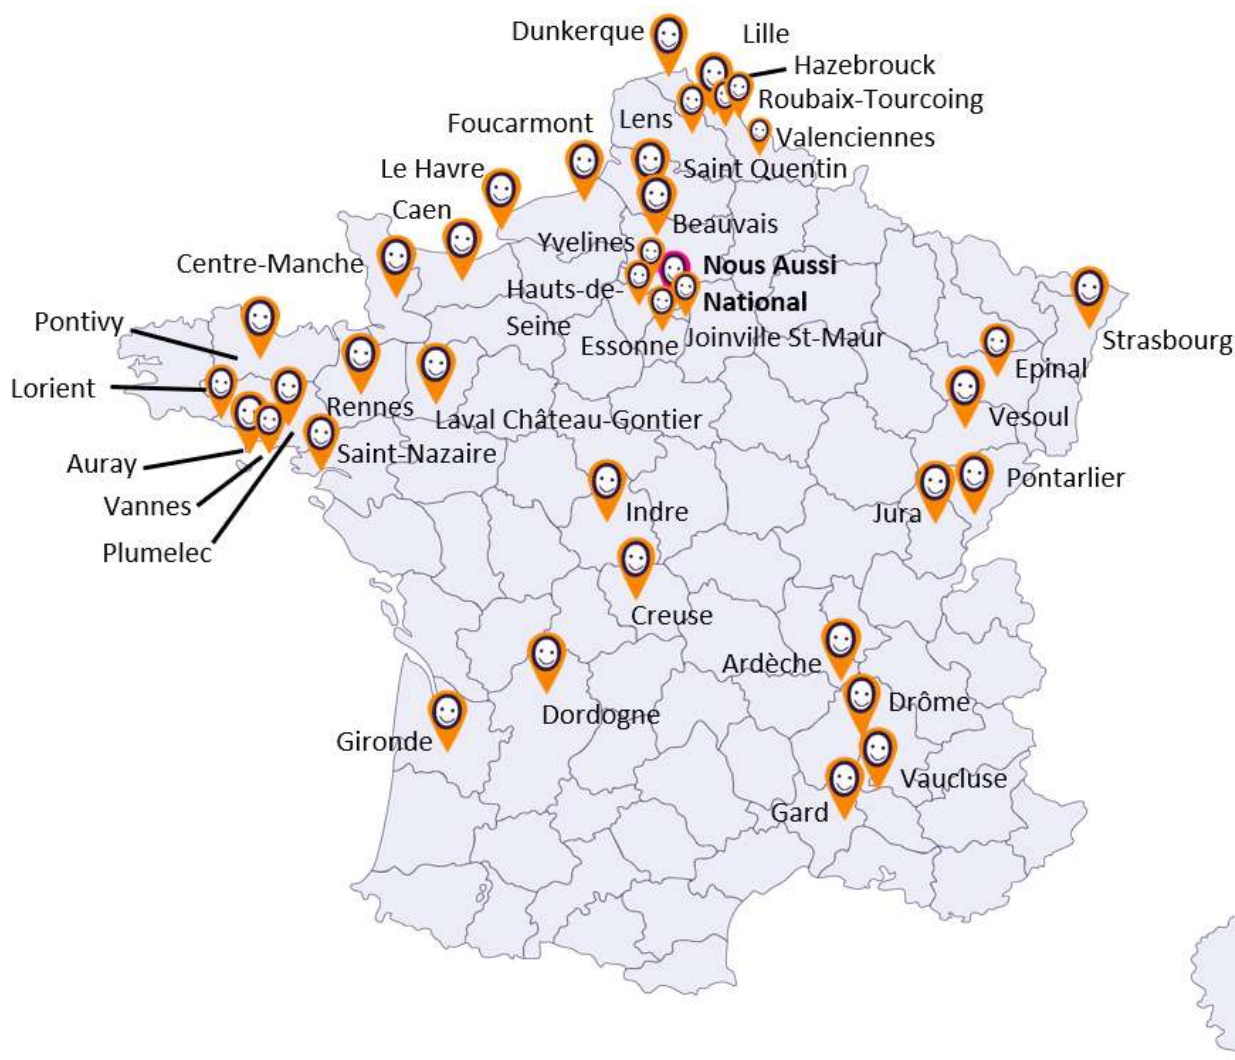 Dunkerque
Lille
Hazebrouck
Roubaix-Tourcoing
Lens
Valenciennes
Foucarmont
Saint Quentin
Le Havre
Caen
Beauvais
Yvelines
Centre-Manche
Nous Aussi
National
Hauts-de-
Seine
Essonne
Joinville St-Maur
Strasbourg
Epinal
Pontivy
Lorient
Rennes
Laval Château-Gontier
Vesoul
Auray
Saint-Nazaire
Vannes
Plumelec
Pontarlier
Indre
Jura
Creuse
Ardèche
Drôme
Dordogne
Gironde
Vaucluse
Gard